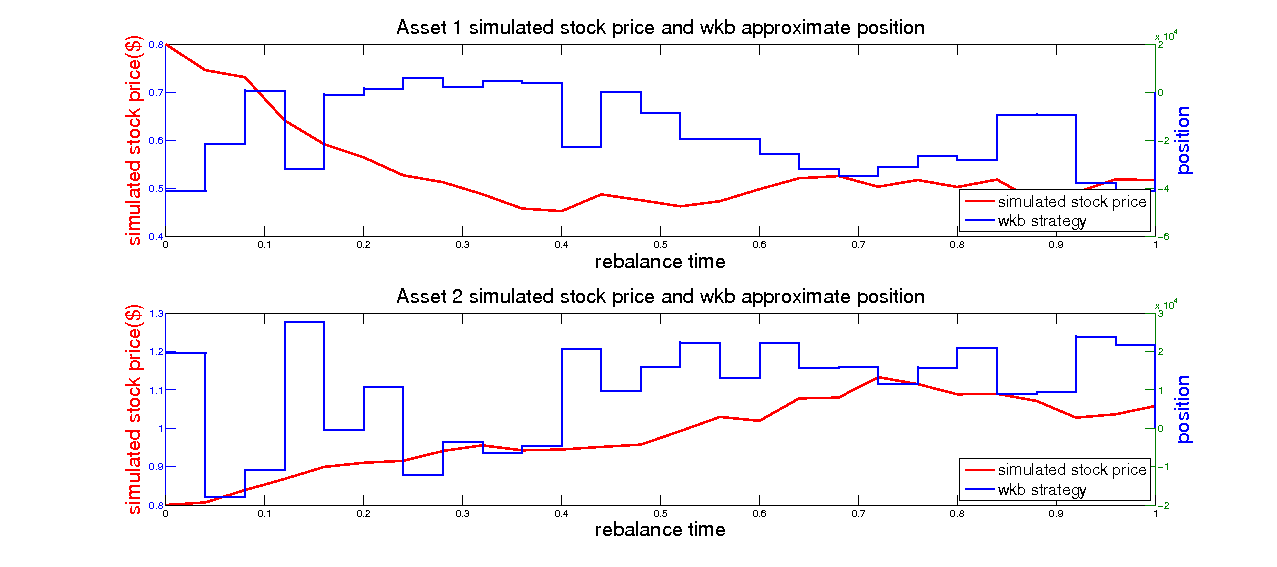 Asset 1 simulated stock price and wkb approximate position
x 10^4
0.8 2
0.7 0
0.6 -2
0.5 -4
0.4 -6
simulated stock price($)
position
simulated stock price
wkb strategy
0 0.1 0.2 0.3 0.4 0.5 0.6 0.7 0.8 0.9 1
rebalance time
Asset 2 simulated stock price and wkb approximate position
x 10^4
1.3 3
1.2 2
1.1 1
1 0
0.9 -1
0.8 -2
simulated stock price($)
position
simulated stock price
wkb strategy
0 0.1 0.2 0.3 0.4 0.5 0.6 0.7 0.8 0.9 1
rebalance time